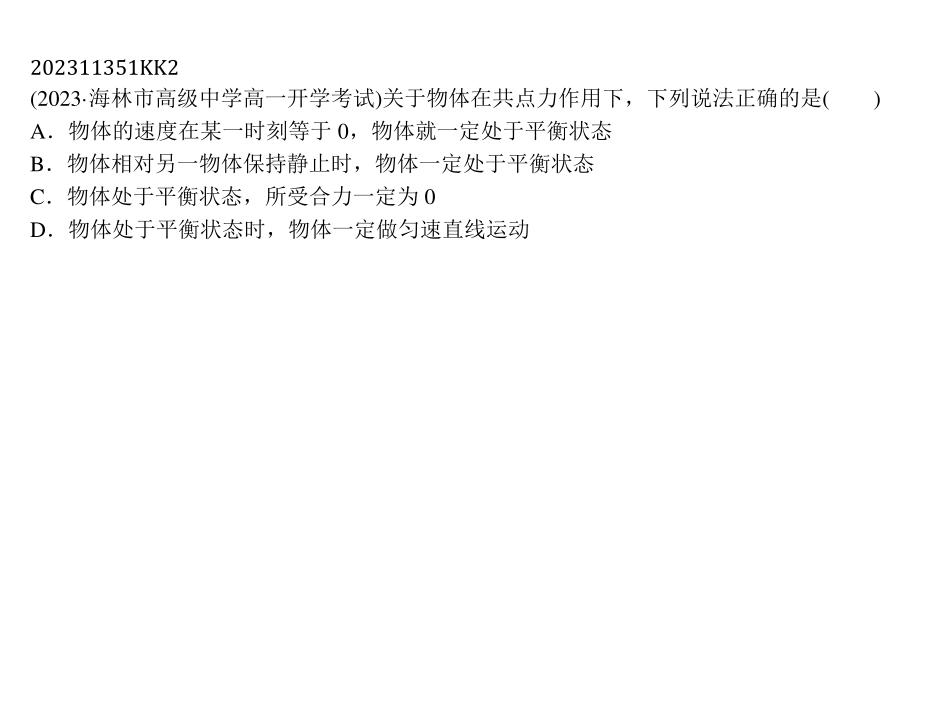 202311351KK2
(2023·海林市高级中学高一开学考试)关于物体在共点力作用下，下列说法正确的是(　　)
A．物体的速度在某一时刻等于 0，物体就一定处于平衡状态
B．物体相对另一物体保持静止时，物体一定处于平衡状态
C．物体处于平衡状态，所受合力一定为 0
D．物体处于平衡状态时，物体一定做匀速直线运动